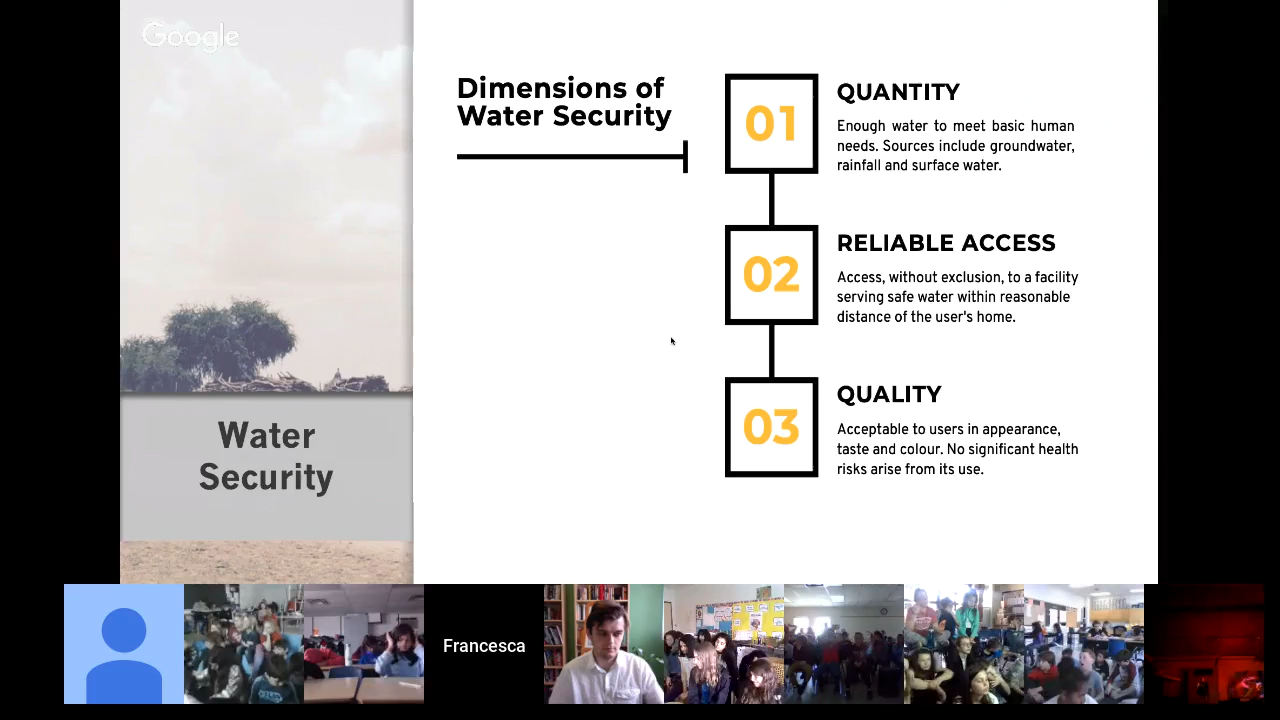 Google
Dimensions of
Water Security
01
QUANTITY
Enough water to meet basic human
needs. Sources include groundwater,
rainfall and surface water.
02
RELIABLE ACCESS
Access, without exclusion, to a facility
serving safe water within reasonable
distance of the user's home.
03
QUALITY
Acceptable to users in appearance,
taste and colour. No significant health
risks arise from its use.
Water
Security
Francesca